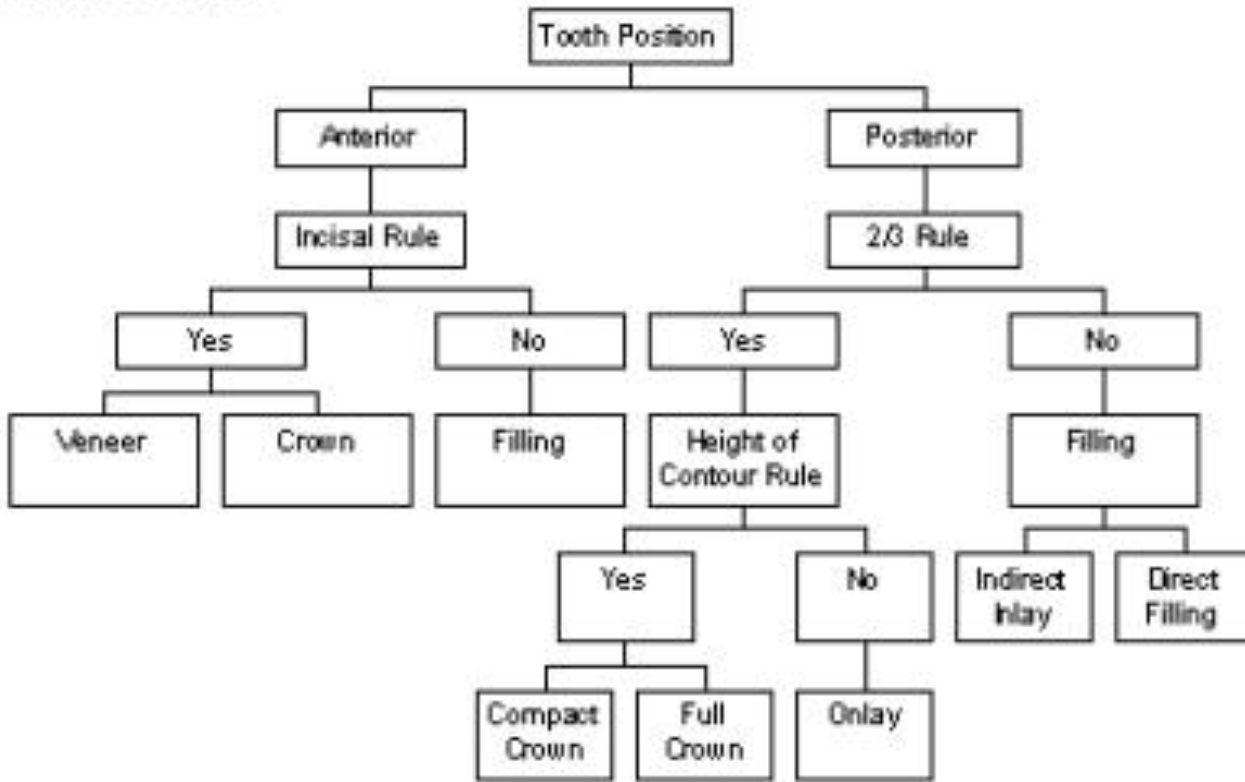 Tooth Position
Anterior
Posterior
Incisal Rule
2/3 Rule
Yes
No
Yes
No
Veneer
Crown
Filling
Height of
Contour Rule
Filling
Yes
No
Indirect
Inlay
Direct
Filling
Compact
Crown
Full
Crown
Onlay